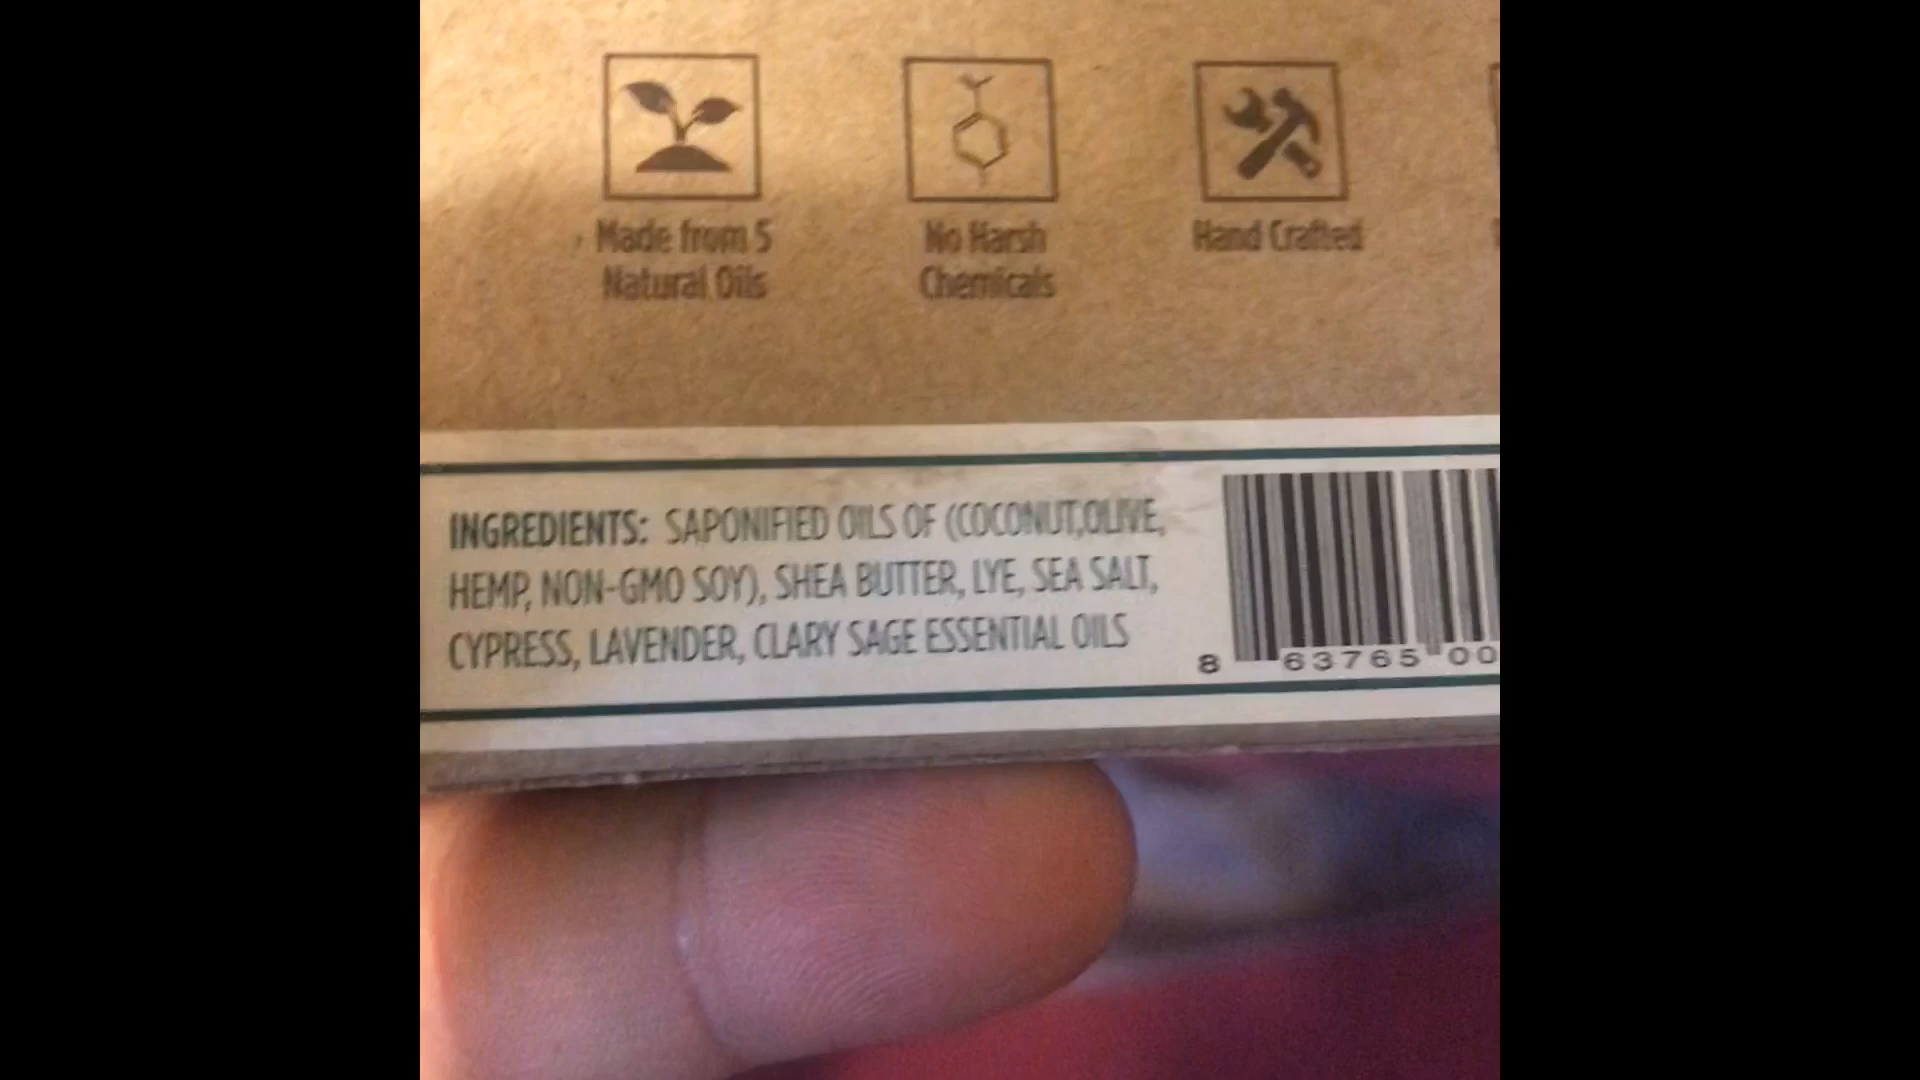 Made from 5
Natural Oils
No Harsh
Chemicals
Hand Crafted
INGREDIENTS: SAPONIFIED OILS OF (COCONUT,OLIVE,
HEMP, NON-GMO SOY), SHEA BUTTER, LYE, SEA SALT,
CYPRESS, LAVENDER, CLARY SAGE ESSENTIAL OILS
8 63765 00